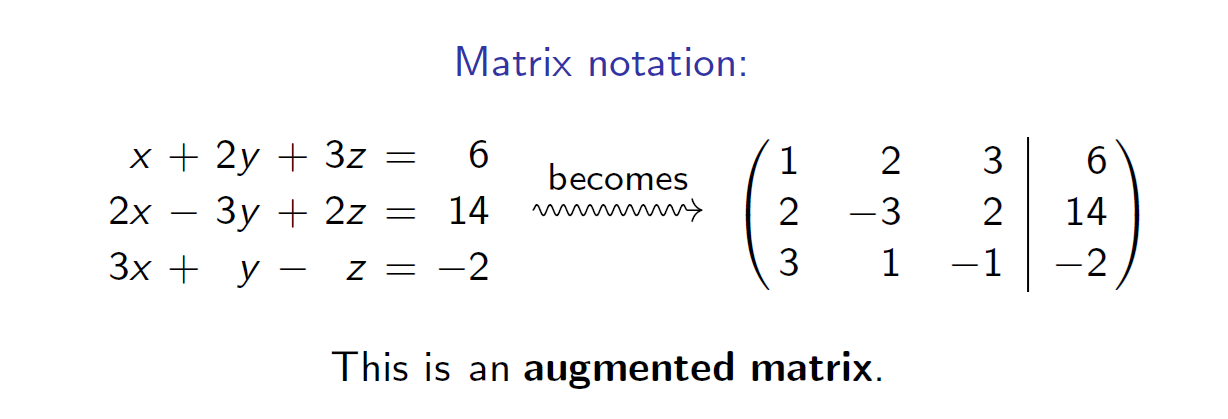 Matrix notation:
x + 2y + 3z = 6
2x − 3y + 2z = 14
3x + y − z = −2
becomes
1 2 3 6
2 −3 2 14
3 1 −1 −2
This is an augmented matrix.